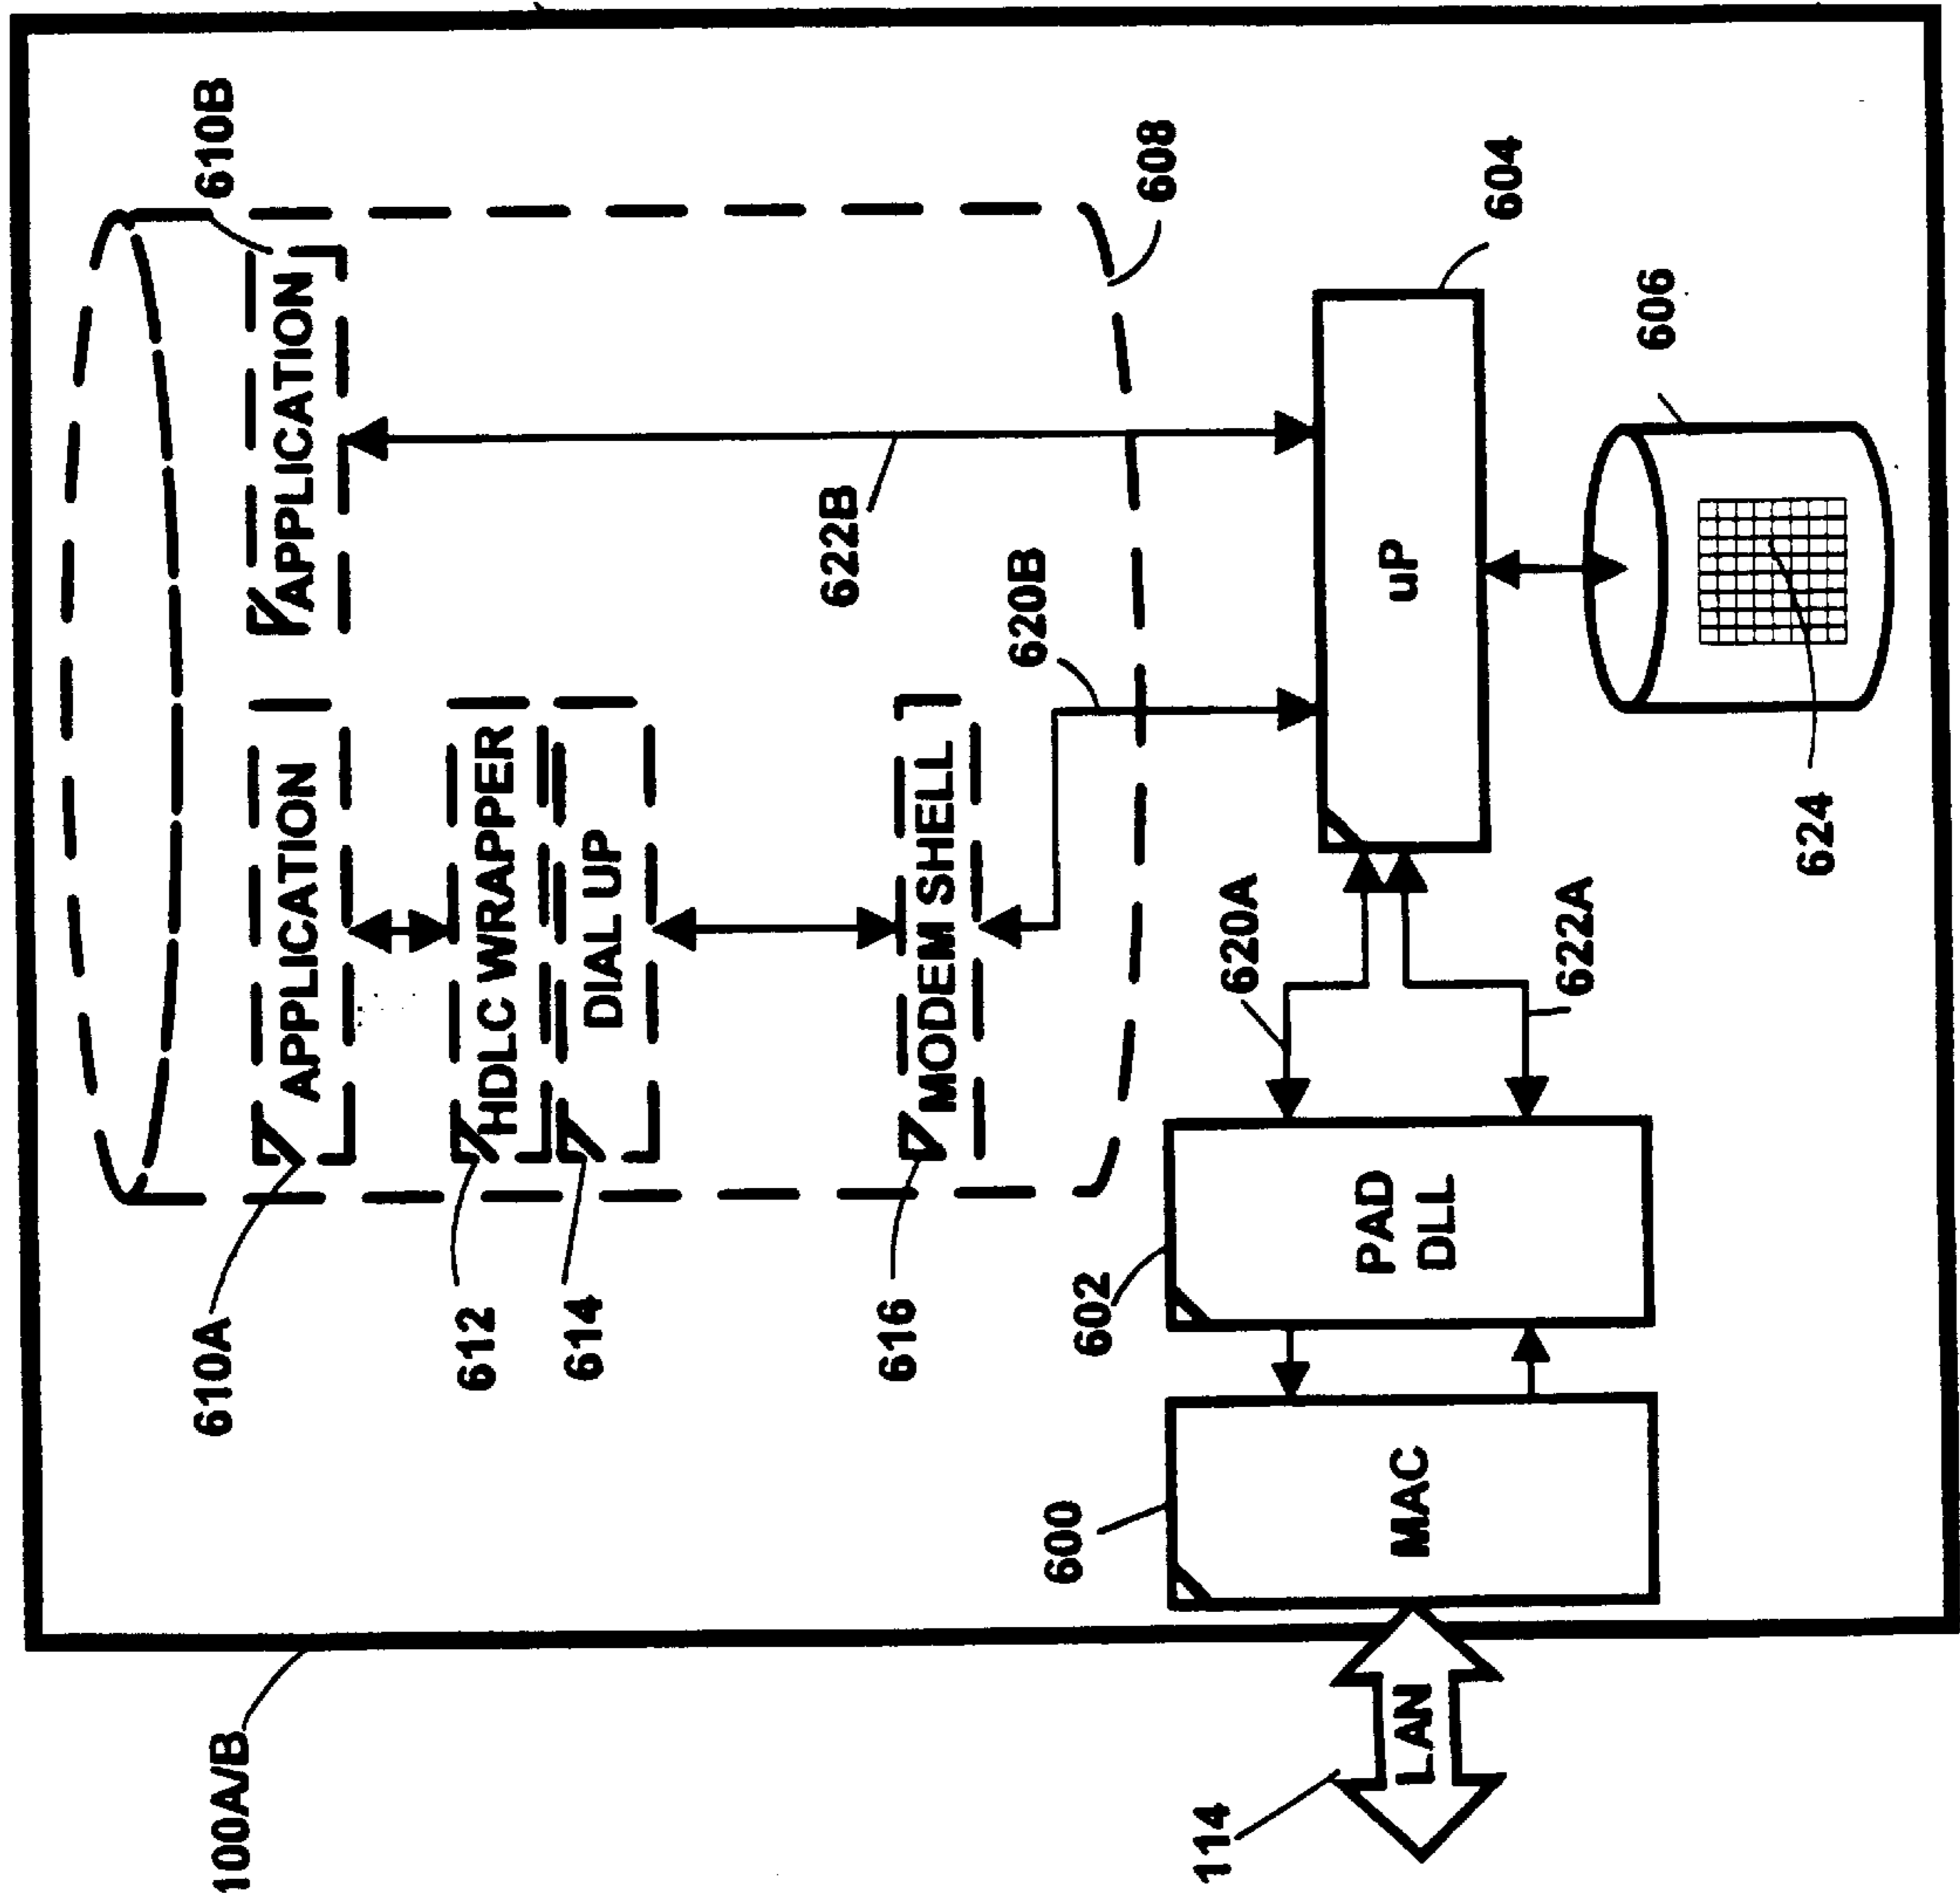 100A/B
610A
APPLICATION
APPLICATION
610B
612
HDLC WRAPPER
614
DIAL UP
622B
616
MODEM SHELL
620B
608
600
602
620A
604
114
LAN
MAC
PAD
DLL
uP
622A
606
624